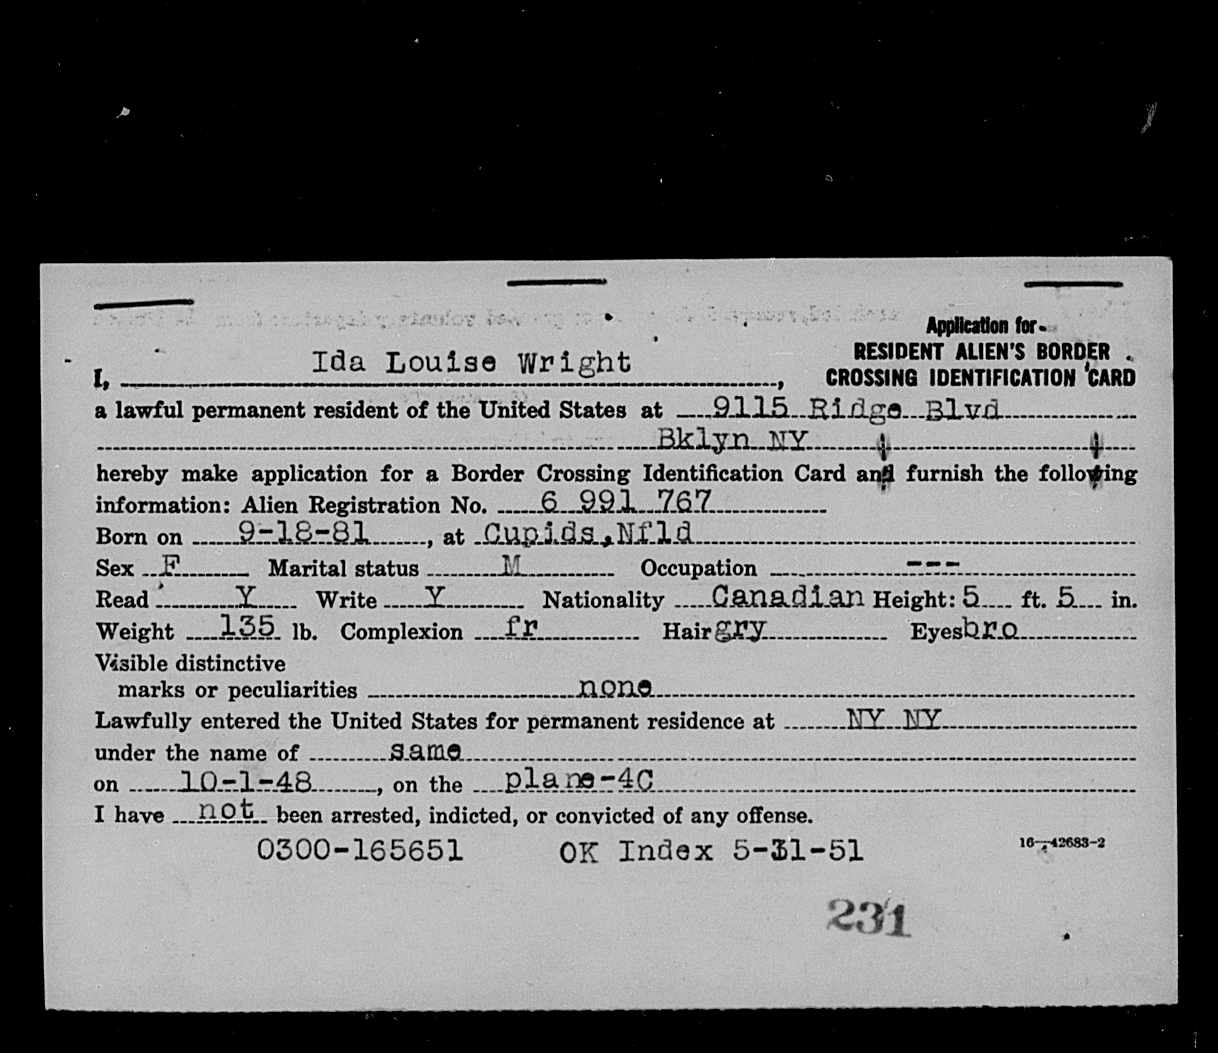 Application for
RESIDENT ALIEN'S BORDER
CROSSING IDENTIFICATION CARD
I, Ida Louise Wright,
a lawful permanent resident of the United States at 9115 Ridge Blvd
Bklyn NY
hereby make application for a Border Crossing Identification Card and furnish the following
information: Alien Registration No. 6 991 767
Born on 9-18-81, at Cupids, Nfld
Sex F Marital status M Occupation ---
Read Y Write Y Nationality Canadian Height: 5 ft. 5 in.
Weight 135 lb. Complexion fr Hair gry Eyes bro
Visible distinctive
marks or peculiarities none
Lawfully entered the United States for permanent residence at NY NY
under the name of same
on 10-1-48, on the plane-4C
I have not been arrested, indicted, or convicted of any offense.
0300-165651 OK Index 5-31-51 16-42683-2
231